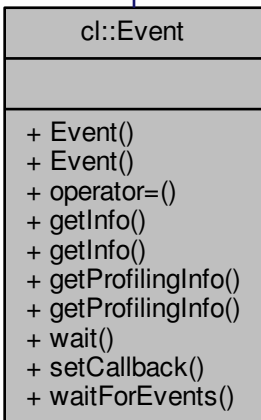 cl::Event
+ Event()
+ Event()
+ operator=()
+ getInfo()
+ getInfo()
+ getProfilingInfo()
+ getProfilingInfo()
+ wait()
+ setCallback()
+ waitForEvents()